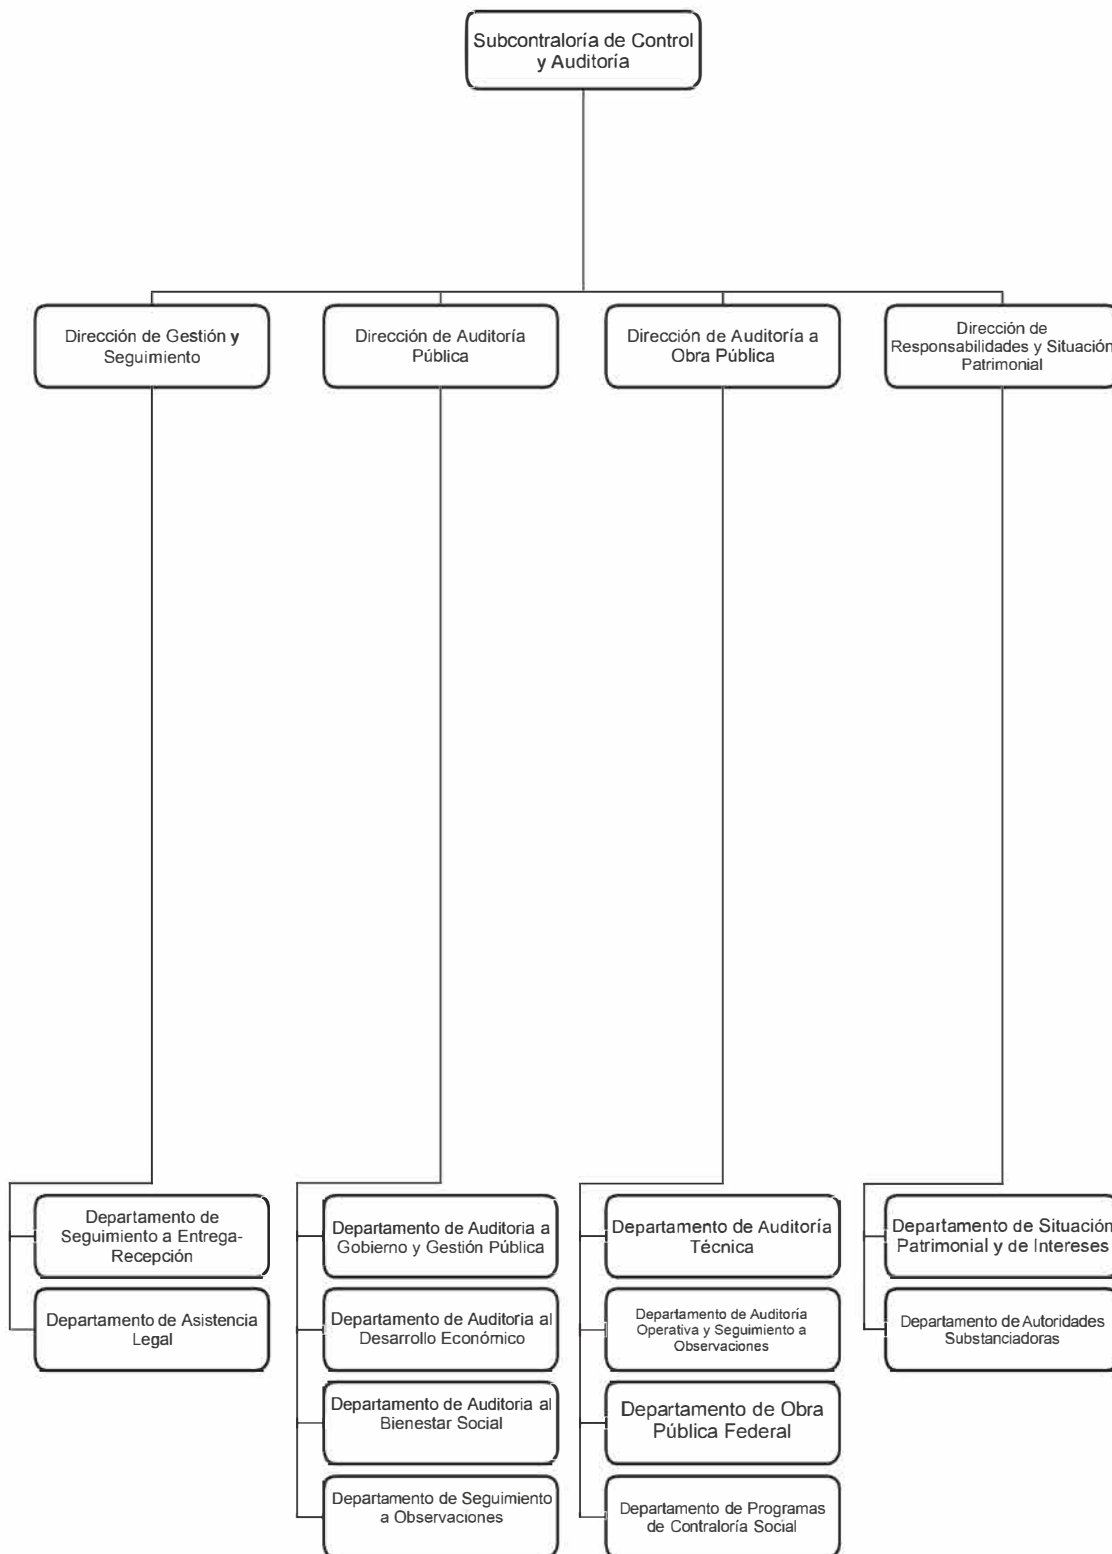 Subcontraloría de Control
y Auditoría
Dirección de Gestión y
Seguimiento
Dirección de Auditoría
Pública
Dirección de Auditoría a
Obra Pública
Dirección de
Responsabilidades y Situación
Patrimonial
Departamento de
Seguimiento a Entrega-
Recepción
Departamento de Asistencia
Legal
Departamento de Auditoria a
Gobierno y Gestión Pública
Departamento de Auditoria al
Desarrollo Económico
Departamento de Auditoria al
Bienestar Social
Departamento de Seguimiento
a Observaciones
Departamento de Auditoría
Técnica
Departamento de Auditoría
Operativa y Seguimiento a
Observaciones
Departamento de Obra
Pública Federal
Departamento de Programas
de Contraloría Social
Departamento de Situación
Patrimonial y de Intereses
Departamento de Autoridades
Substanciadoras